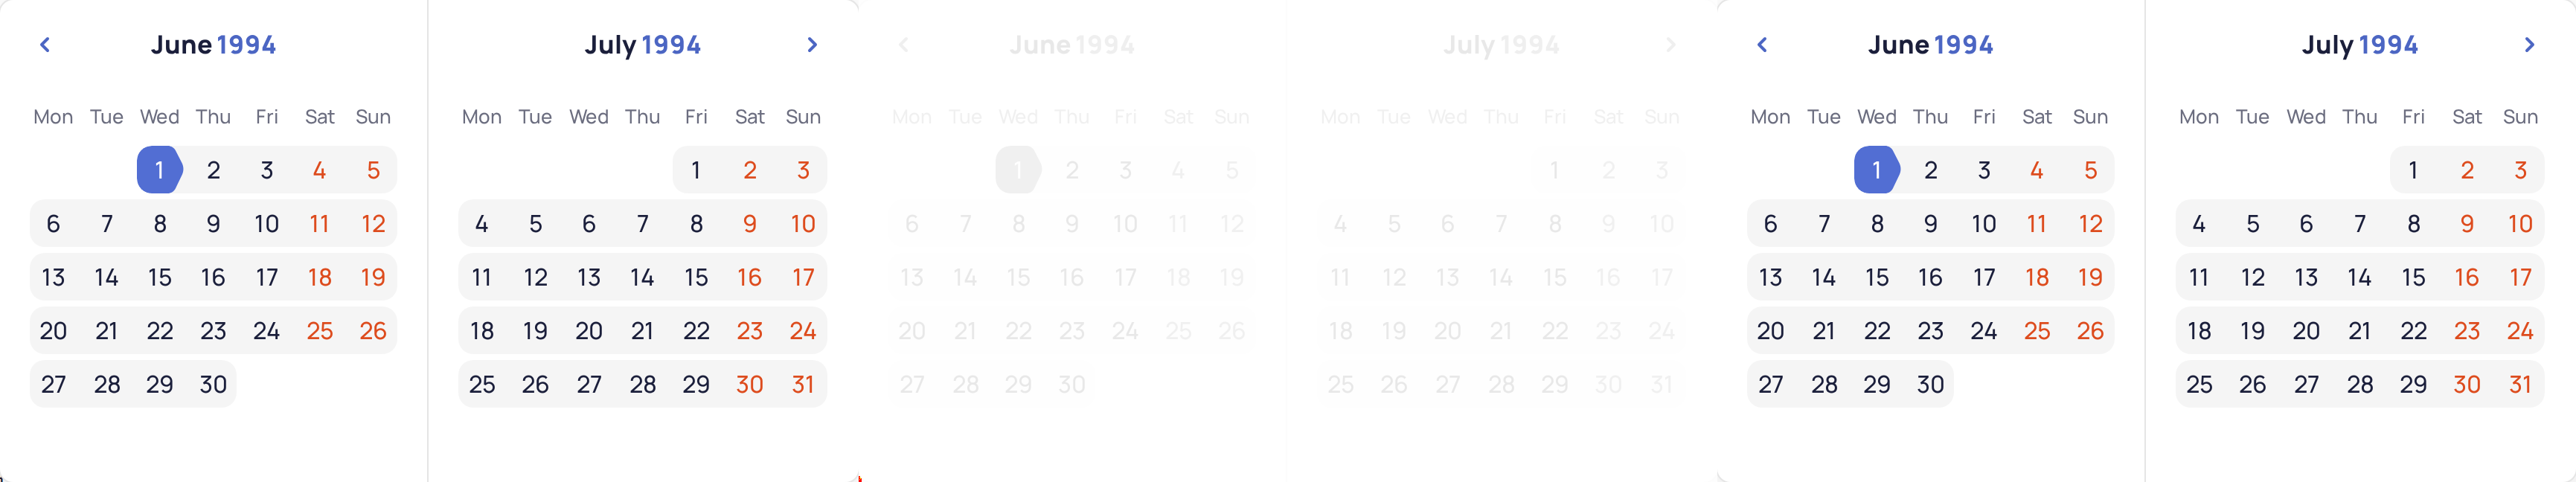 June 1994 July 1994 June 1994 July 1994 June 1994 July 1994
Mon Tue Wed Thu Fri Sat Sun Mon Tue Wed Thu Fri Sat Sun Mon Tue Wed Thu Fri Sat Sun Mon Tue Wed Thu Fri Sat Sun Mon Tue Wed Thu Fri Sat Sun Mon Tue Wed Thu Fri Sat Sun
1 2 3 4 5 1 2 3 1 2 3 4 5 1 2 3 1 2 3 4 5 1 2 3
6 7 8 9 10 11 12 4 5 6 7 8 9 10 6 7 8 9 10 11 12 4 5 6 7 8 9 10 6 7 8 9 10 11 12 4 5 6 7 8 9 10
13 14 15 16 17 18 19 11 12 13 14 15 16 17 13 14 15 16 17 18 19 11 12 13 14 15 16 17 13 14 15 16 17 18 19 11 12 13 14 15 16 17
20 21 22 23 24 25 26 18 19 20 21 22 23 24 20 21 22 23 24 25 26 18 19 20 21 22 23 24 20 21 22 23 24 25 26 18 19 20 21 22 23 24
27 28 29 30 25 26 27 28 29 30 31 27 28 29 30 25 26 27 28 29 30 31 27 28 29 30 25 26 27 28 29 30 31